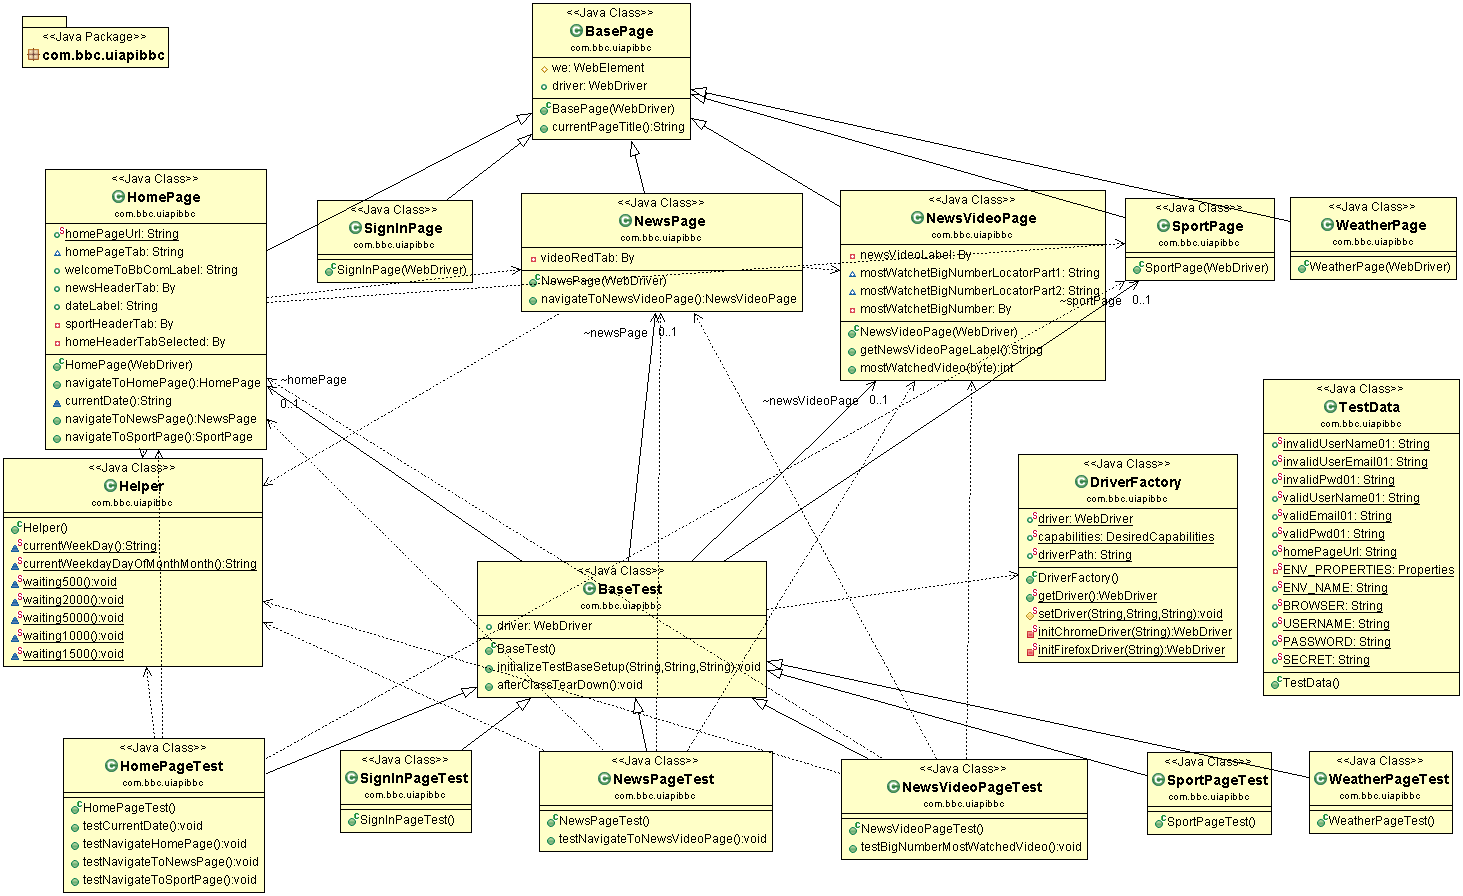 <<Java Package>>
com.bbc.uiapibbc
<<Java Class>>
BasePage
com.bbc.uiapibbc
we: WebElement
driver: WebDriver
BasePage(WebDriver)
currentPageTitle():String
<<Java Class>>
HomePage
com.bbc.uiapibbc
homePageUrl: String
homePageTab: String
welcomeToBbComLabel: String
newsHeaderTab: By
dateLabel: String
sportHeaderTab: By
homeHeaderTabSelected: By
HomePage(WebDriver)
navigateToHomePage():HomePage
currentDate():String
navigateToNewsPage():NewsPage
navigateToSportPage():SportPage
<<Java Class>>
SignInPage
com.bbc.uiapibbc
SignInPage(WebDriver)
<<Java Class>>
NewsPage
com.bbc.uiapibbc
videoRedTab: By
NewsPage(WebDriver)
navigateToNewsVideoPage():NewsVideoPage
<<Java Class>>
NewsVideoPage
com.bbc.uiapibbc
newsVideoLabel: By
mostWatchetBigNumberLocatorPart1: String
mostWatchetBigNumberLocatorPart2: String
mostWatchetBigNumber: By
NewsVideoPage(WebDriver)
getNewsVideoPageLabel():String
mostWatchedVideo(byte):int
<<Java Class>>
SportPage
com.bbc.uiapibbc
SportPage(WebDriver)
<<Java Class>>
WeatherPage
com.bbc.uiapibbc
WeatherPage(WebDriver)
~sportPage
0..1
~newsPage
0..1
~homePage
0..1
~newsVideoPage
0..1
<<Java Class>>
Helper
com.bbc.uiapibbc
Helper()
currentWeekDay():String
currentWeekdayDayOfMonthMonth():String
waiting500():void
waiting2000():void
waiting5000():void
waiting1000():void
waiting1500():void
<<Java Class>>
BaseTest
com.bbc.uiapibbc
driver: WebDriver
BaseTest()
initializeTestBaseSetup(String,String,String):void
afterClassTearDown():void
<<Java Class>>
DriverFactory
com.bbc.uiapibbc
driver: WebDriver
capabilities: DesiredCapabilities
driverPath: String
DriverFactory()
getDriver():WebDriver
setDriver(String,String,String):void
initChromeDriver(String):WebDriver
initFirefoxDriver(String):WebDriver
<<Java Class>>
TestData
com.bbc.uiapibbc
invalidUserName01: String
invalidUserEmail01: String
invalidPwd01: String
validUserName01: String
validEmail01: String
validPwd01: String
homePageUrl: String
ENV_PROPERTIES: Properties
ENV_NAME: String
BROWSER: String
USERNAME: String
PASSWORD: String
SECRET: String
TestData()
<<Java Class>>
HomePageTest
com.bbc.uiapibbc
HomePageTest()
testCurrentDate():void
testNavigateHomePage():void
testNavigateToNewsPage():void
testNavigateToSportPage():void
<<Java Class>>
SignInPageTest
com.bbc.uiapibbc
SignInPageTest()
<<Java Class>>
NewsPageTest
com.bbc.uiapibbc
NewsPageTest()
testNavigateToNewsVideoPage():void
<<Java Class>>
NewsVideoPageTest
com.bbc.uiapibbc
NewsVideoPageTest()
testBigNumberMostWatchedVideo():void
<<Java Class>>
SportPageTest
com.bbc.uiapibbc
SportPageTest()
<<Java Class>>
WeatherPageTest
com.bbc.uiapibbc
WeatherPageTest()